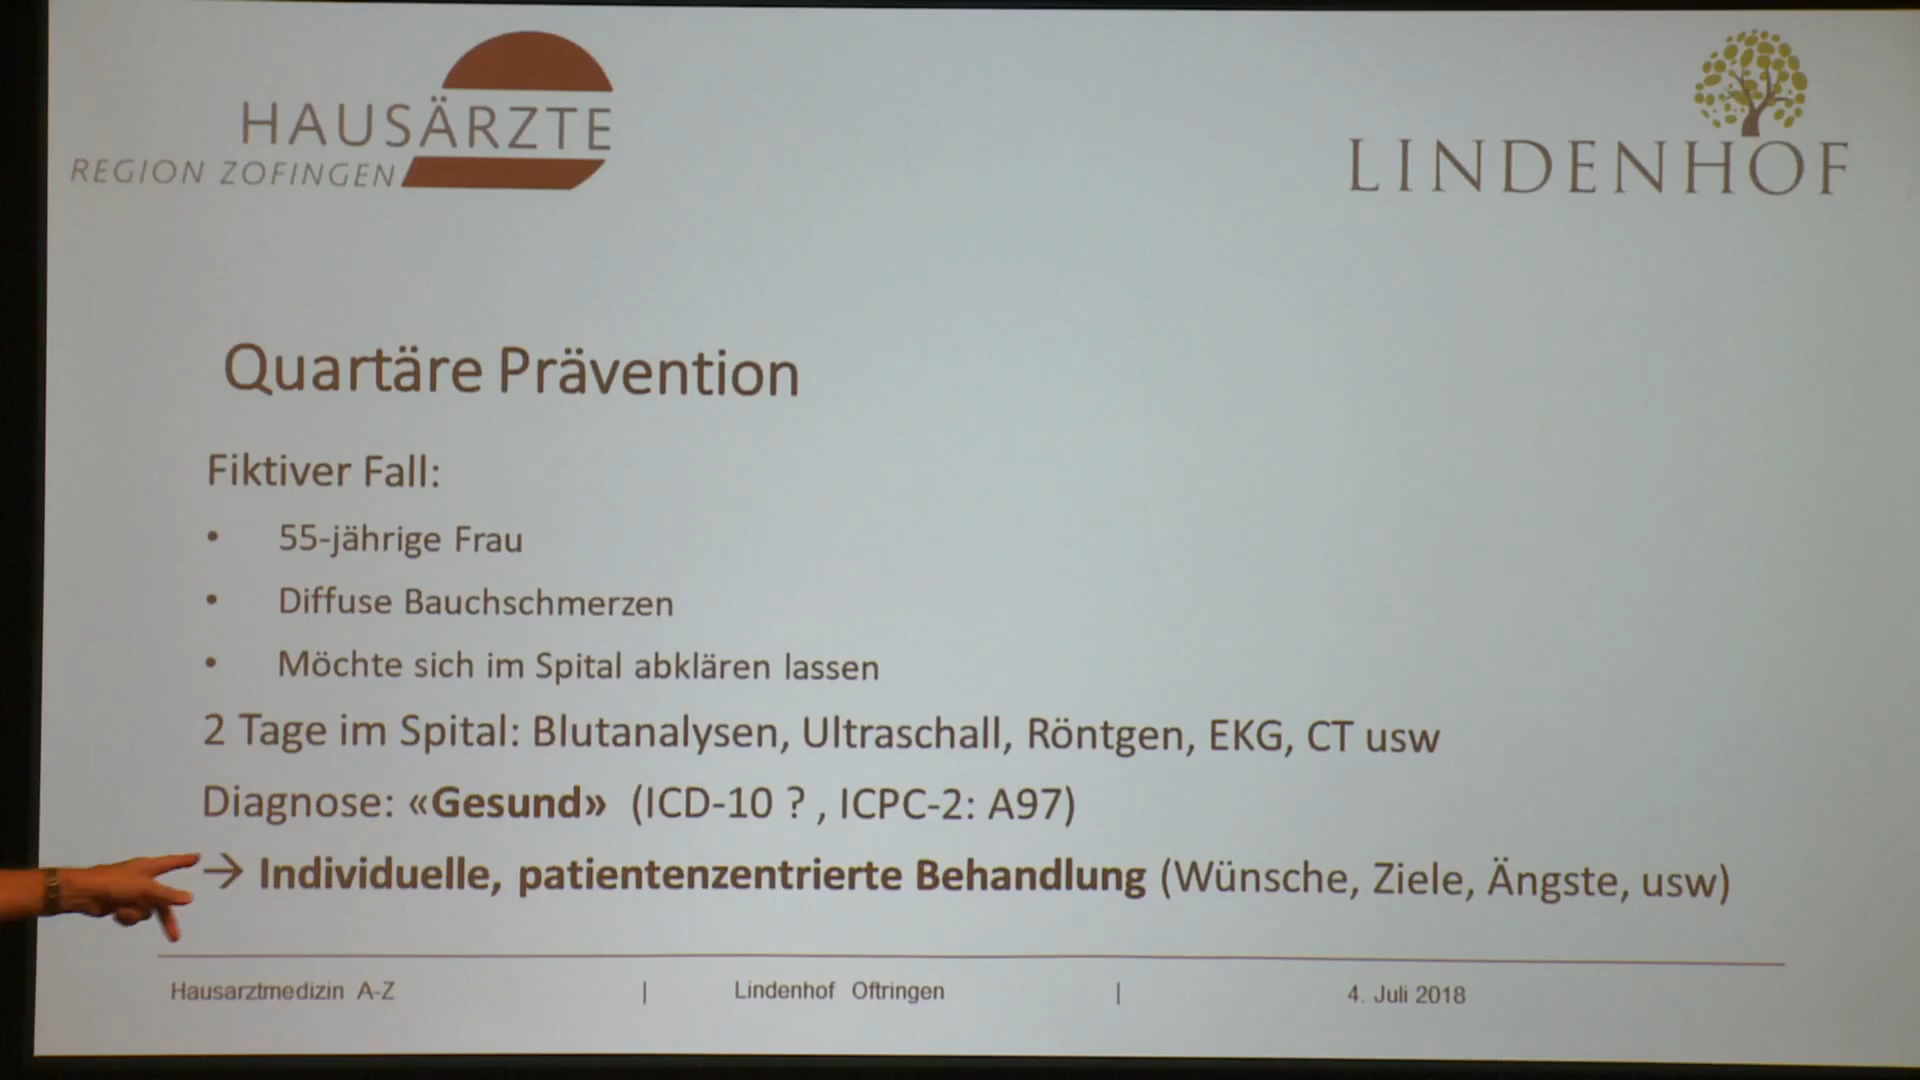 HAUSÄRZTE
REGION ZOFINGEN
LINDENHOF
Quartäre Prävention
Fiktiver Fall:
• 55-jährige Frau
• Diffuse Bauchschmerzen
• Möchte sich im Spital abklären lassen
2 Tage im Spital: Blutanalysen, Ultraschall, Röntgen, EKG, CT usw
Diagnose: «Gesund» (ICD-10 ? , ICPC-2: A97)
→ Individuelle, patientenzentrierte Behandlung (Wünsche, Ziele, Ängste, usw)
Hausarztmedizin A-Z | Lindenhof Oftringen | 4. Juli 2018